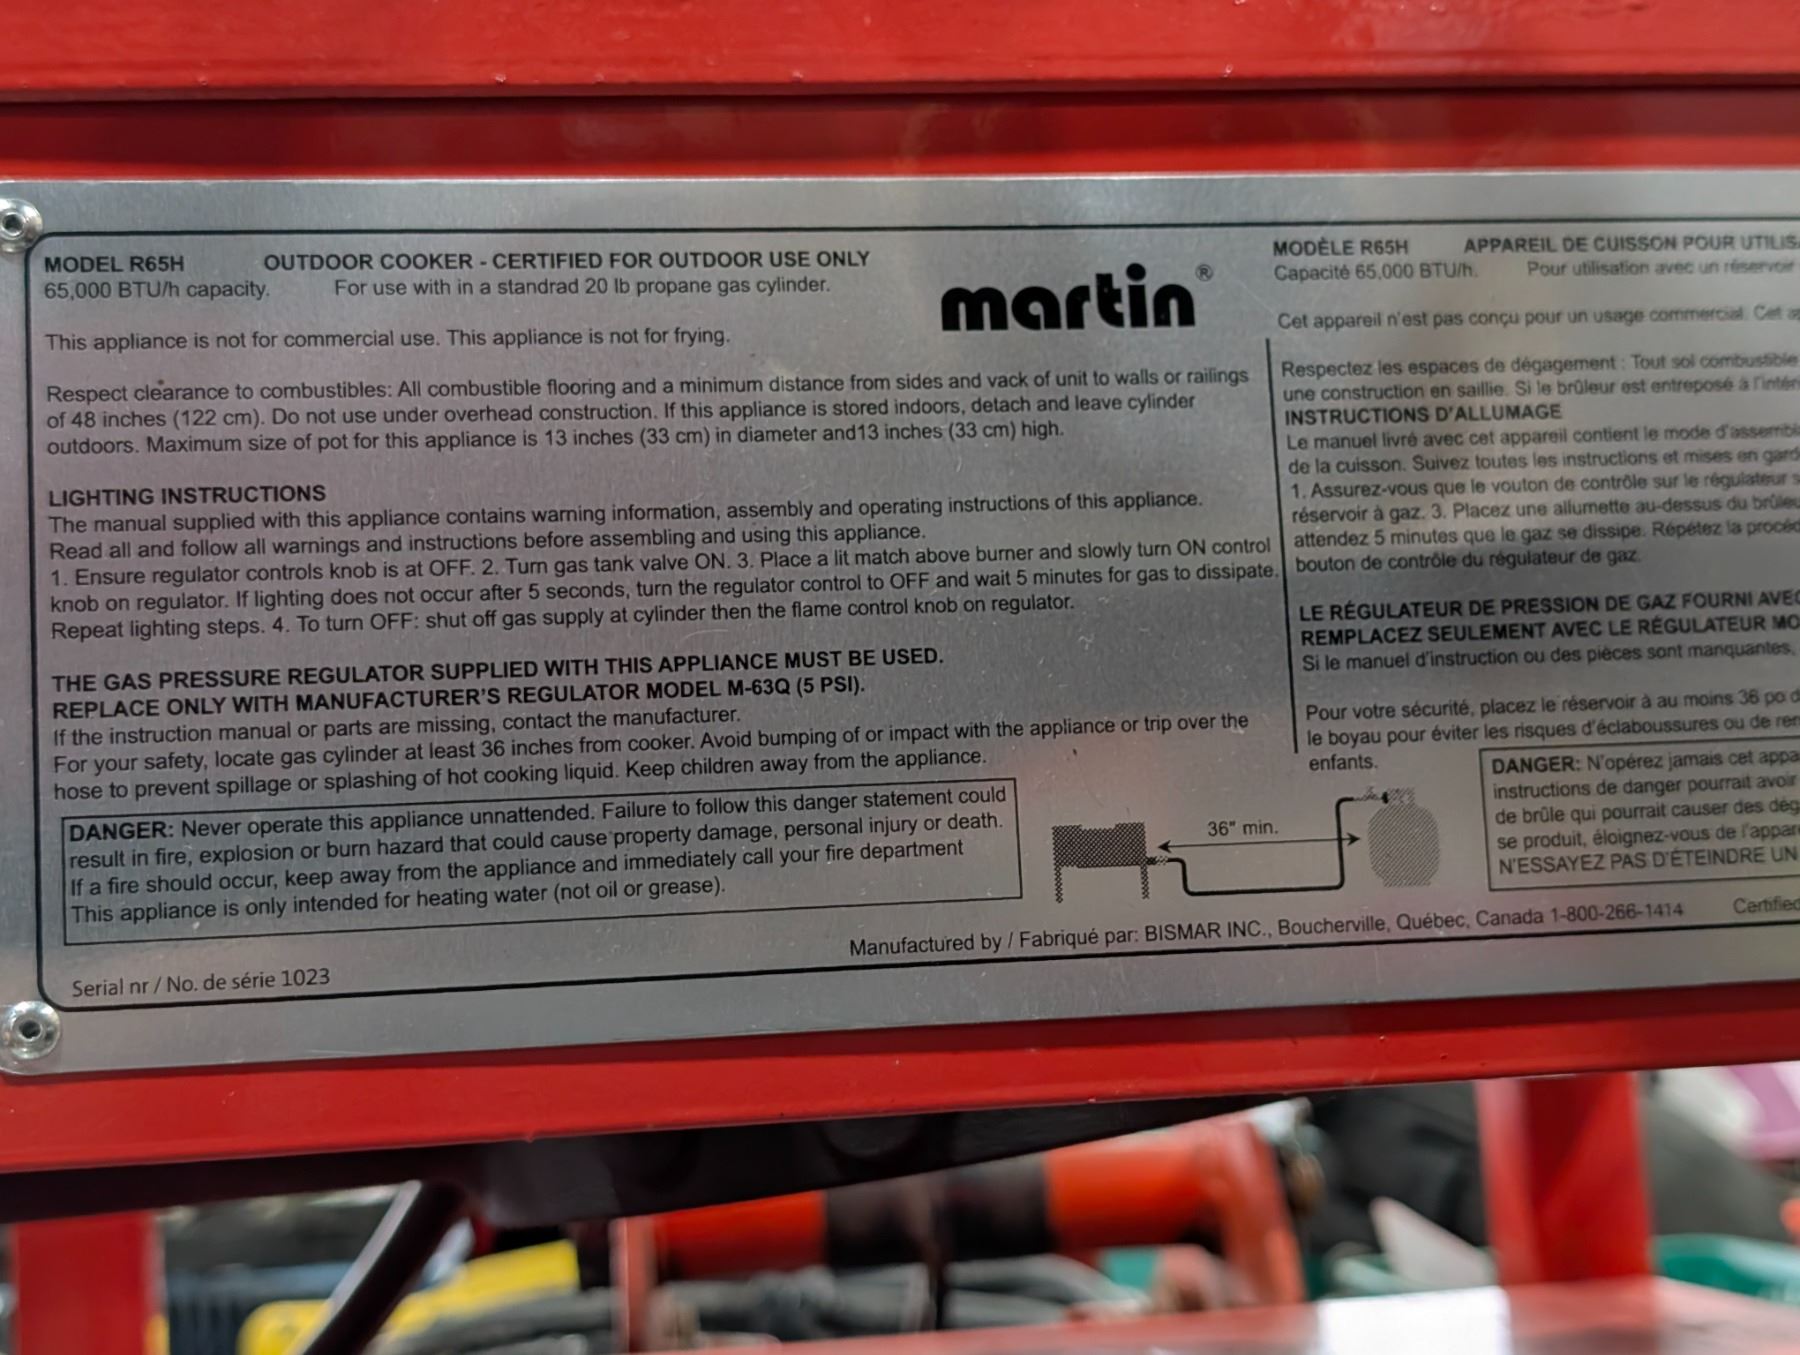 MODEL R65H OUTDOOR COOKER - CERTIFIED FOR OUTDOOR USE ONLY
65,000 BTU/h capacity. For use with in a standrad 20 lb propane gas cylinder.
martin®
This appliance is not for commercial use. This appliance is not for frying.
Respect clearance to combustibles: All combustible flooring and a minimum distance from sides and vack of unit to walls or railings
of 48 inches (122 cm). Do not use under overhead construction. If this appliance is stored indoors, detach and leave cylinder
outdoors. Maximum size of pot for this appliance is 13 inches (33 cm) in diameter and13 inches (33 cm) high.
LIGHTING INSTRUCTIONS
The manual supplied with this appliance contains warning information, assembly and operating instructions of this appliance.
Read all and follow all warnings and instructions before assembling and using this appliance.
1. Ensure regulator controls knob is at OFF. 2. Turn gas tank valve ON. 3. Place a lit match above burner and slowly turn ON control
knob on regulator. If lighting does not occur after 5 seconds, turn the regulator control to OFF and wait 5 minutes for gas to dissipate.
Repeat lighting steps. 4. To turn OFF: shut off gas supply at cylinder then the flame control knob on regulator.
THE GAS PRESSURE REGULATOR SUPPLIED WITH THIS APPLIANCE MUST BE USED.
REPLACE ONLY WITH MANUFACTURER'S REGULATOR MODEL M-63Q (5 PSI).
If the instruction manual or parts are missing, contact the manufacturer.
For your safety, locate gas cylinder at least 36 inches from cooker. Avoid bumping of or impact with the appliance or trip over the
hose to prevent spillage or splashing of hot cooking liquid. Keep children away from the appliance.
DANGER: Never operate this appliance unnattended. Failure to follow this danger statement could
result in fire, explosion or burn hazard that could cause property damage, personal injury or death.
If a fire should occur, keep away from the appliance and immediately call your fire department
This appliance is only intended for heating water (not oil or grease).
36" min.
Serial nr / No. de série 1023
Manufactured by / Fabriqué par: BISMAR INC., Boucherville, Québec, Canada 1-800-266-1414 Certified
MODÈLE R65H APPAREIL DE CUISSON POUR
Capacité 65,000 BTU/h. Pour utilisation avec un réservoir
Cet appareil n'est pas conçu pour un usage commercial. Cet
Respectez les espaces de dégagement : Tout sol combustible
une construction en saillie. Si le brûleur est entreposé à
INSTRUCTIONS D'ALLUMAGE
Le manuel livré avec cet appareil contient le mode
de la cuisson. Suivez toutes les instructions et mises en
1. Assurez-vous que le vouton de contrôle sur le régulateur
réservoir à gaz. 3. Placez une allumette au-dessus du
attendez 5 minutes que le gaz se dissipe. Répétez la
bouton de contrôle du régulateur de gaz.
LE RÉGULATEUR DE PRESSION DE GAZ FOURNI
REMPLACEZ SEULEMENT AVEC LE RÉGULATEUR
Si le manuel d'instruction ou des pièces sont manquantes,
Pour votre sécurité, placez le réservoir à au moins 36
le boyau pour éviter les risques d'éclaboussures ou de
enfants.
DANGER: N'opérez jamais cet
instructions de danger pourrait avoir
de brûle qui pourrait causer des
se produit, éloignez-vous de
N'ESSAYEZ PAS D'ÉTEINDRE UN